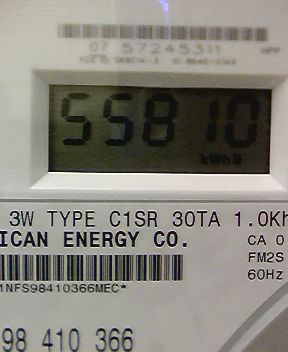 07 57245311
55810
kWh
3W TYPE C1SR 30TA 1.0Kh
ICAN ENERGY CO.
CA 0
FM2S
60Hz
1NFS98410366MEC*
98 410 366